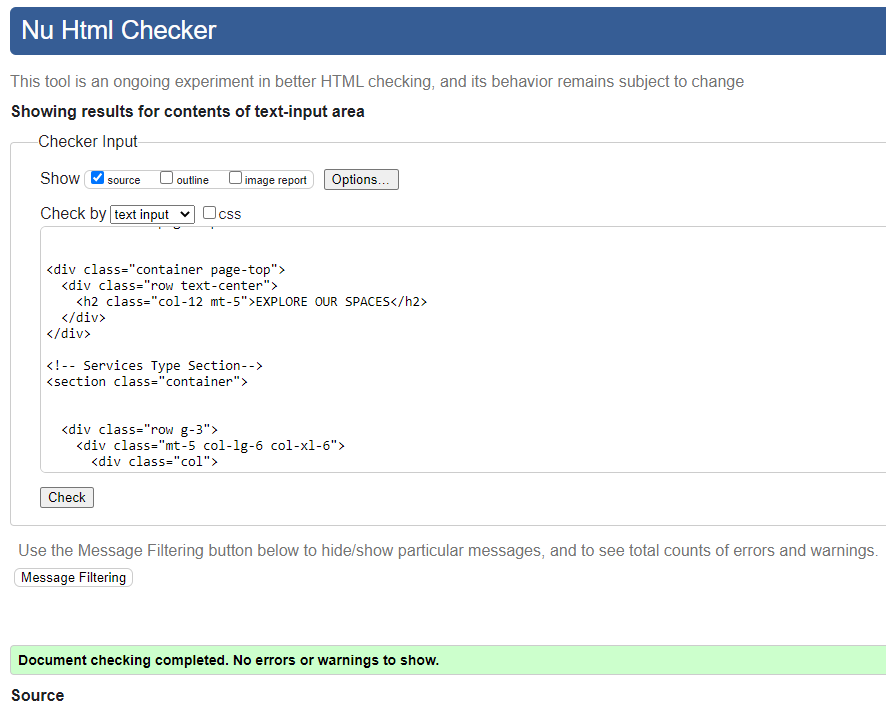 Nu Html Checker
This tool is an ongoing experiment in better HTML checking, and its behavior remains subject to change
Showing results for contents of text-input area
Checker Input
Show source outline image report Options...
Check by text input css
<div class="container page-top">
<div class="row text-center">
<h2 class="col-12 mt-5">EXPLORE OUR SPACES</h2>
</div>
</div>
<!-- Services Type Section-->
<section class="container">
<div class="row g-3">
<div class="mt-5 col-lg-6 col-xl-6">
<div class="col">
Check
Use the Message Filtering button below to hide/show particular messages, and to see total counts of errors and warnings.
Message Filtering
Document checking completed. No errors or warnings to show.
Source